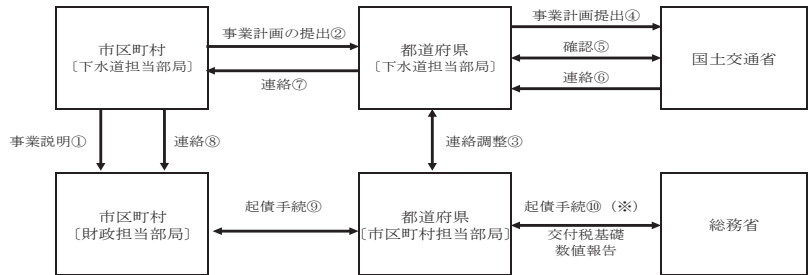 市区町村
〔下水道担当部局〕
事業計画の提出②
連絡⑦
都道府県
〔下水道担当部局〕
事業計画提出④
確認⑤
連絡⑥
国土交通省
事業説明①
連絡⑧
連絡調整③
市区町村
〔財政担当部局〕
起債手続⑨
都道府県
〔市区町村担当部局〕
起債手続⑩（※）
交付税基礎
数値報告
総務省